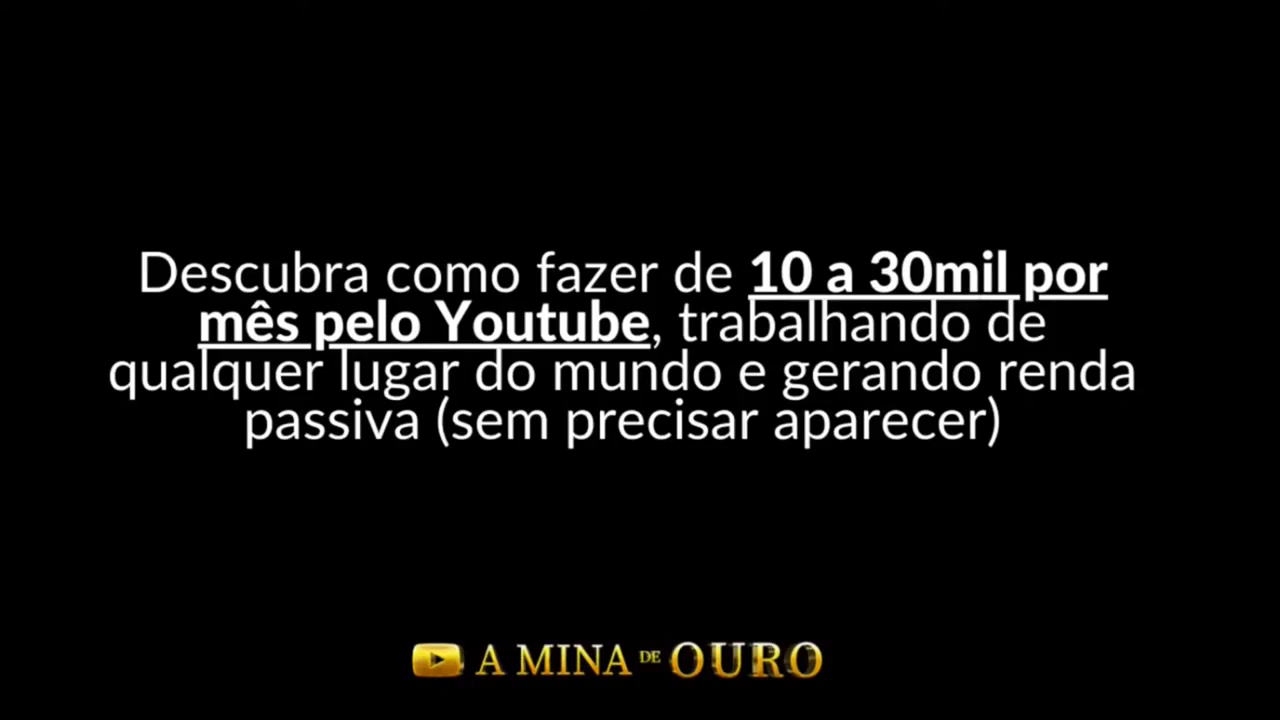 Descubra como fazer de 10 a 30mil por
mês pelo Youtube, trabalhando de
qualquer lugar do mundo e gerando renda
passiva (sem precisar aparecer)
A MINA DE OURO